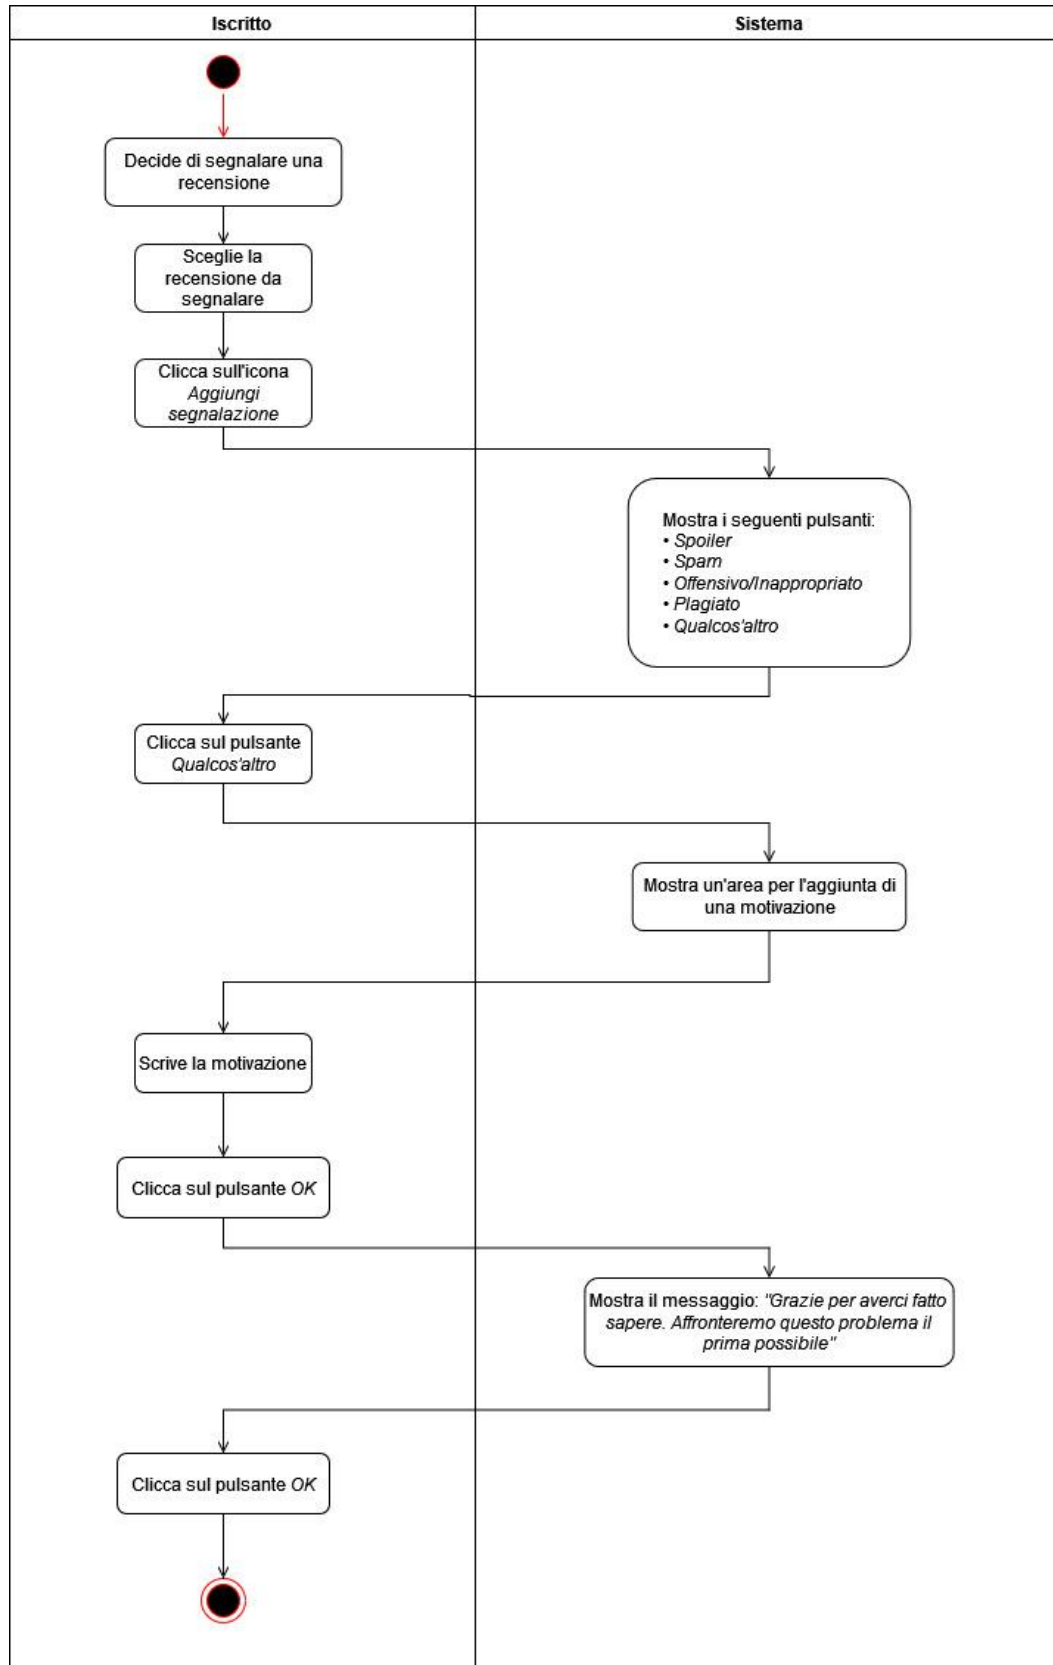 Iscritto
Sistema
Decide di segnalare una
recensione
Sceglie la
recensione da
segnalare
Clicca sull'icona
Aggiungi
segnalazione
Mostra i seguenti pulsanti:
• Spoiler
• Spam
• Offensivo/Inappropriato
• Plagiato
• Qualcos'altro
Clicca sul pulsante
Qualcos'altro
Mostra un'area per l'aggiunta di
una motivazione
Scrive la motivazione
Clicca sul pulsante OK
Mostra il messaggio: "Grazie per averci fatto
sapere. Affronteremo questo problema il
prima possibile"
Clicca sul pulsante OK